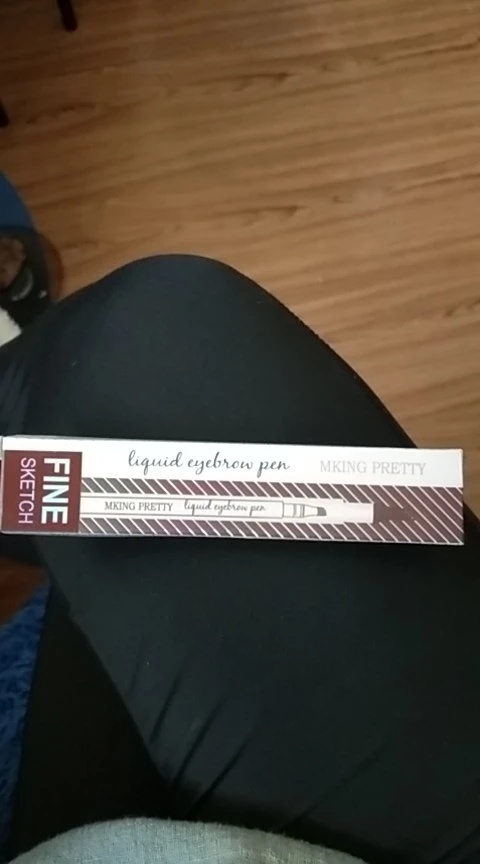 liquid eyebrow pen MKING PRETTY
FINE
SKETCH
MKING PRETTY liquid eyebrow pen